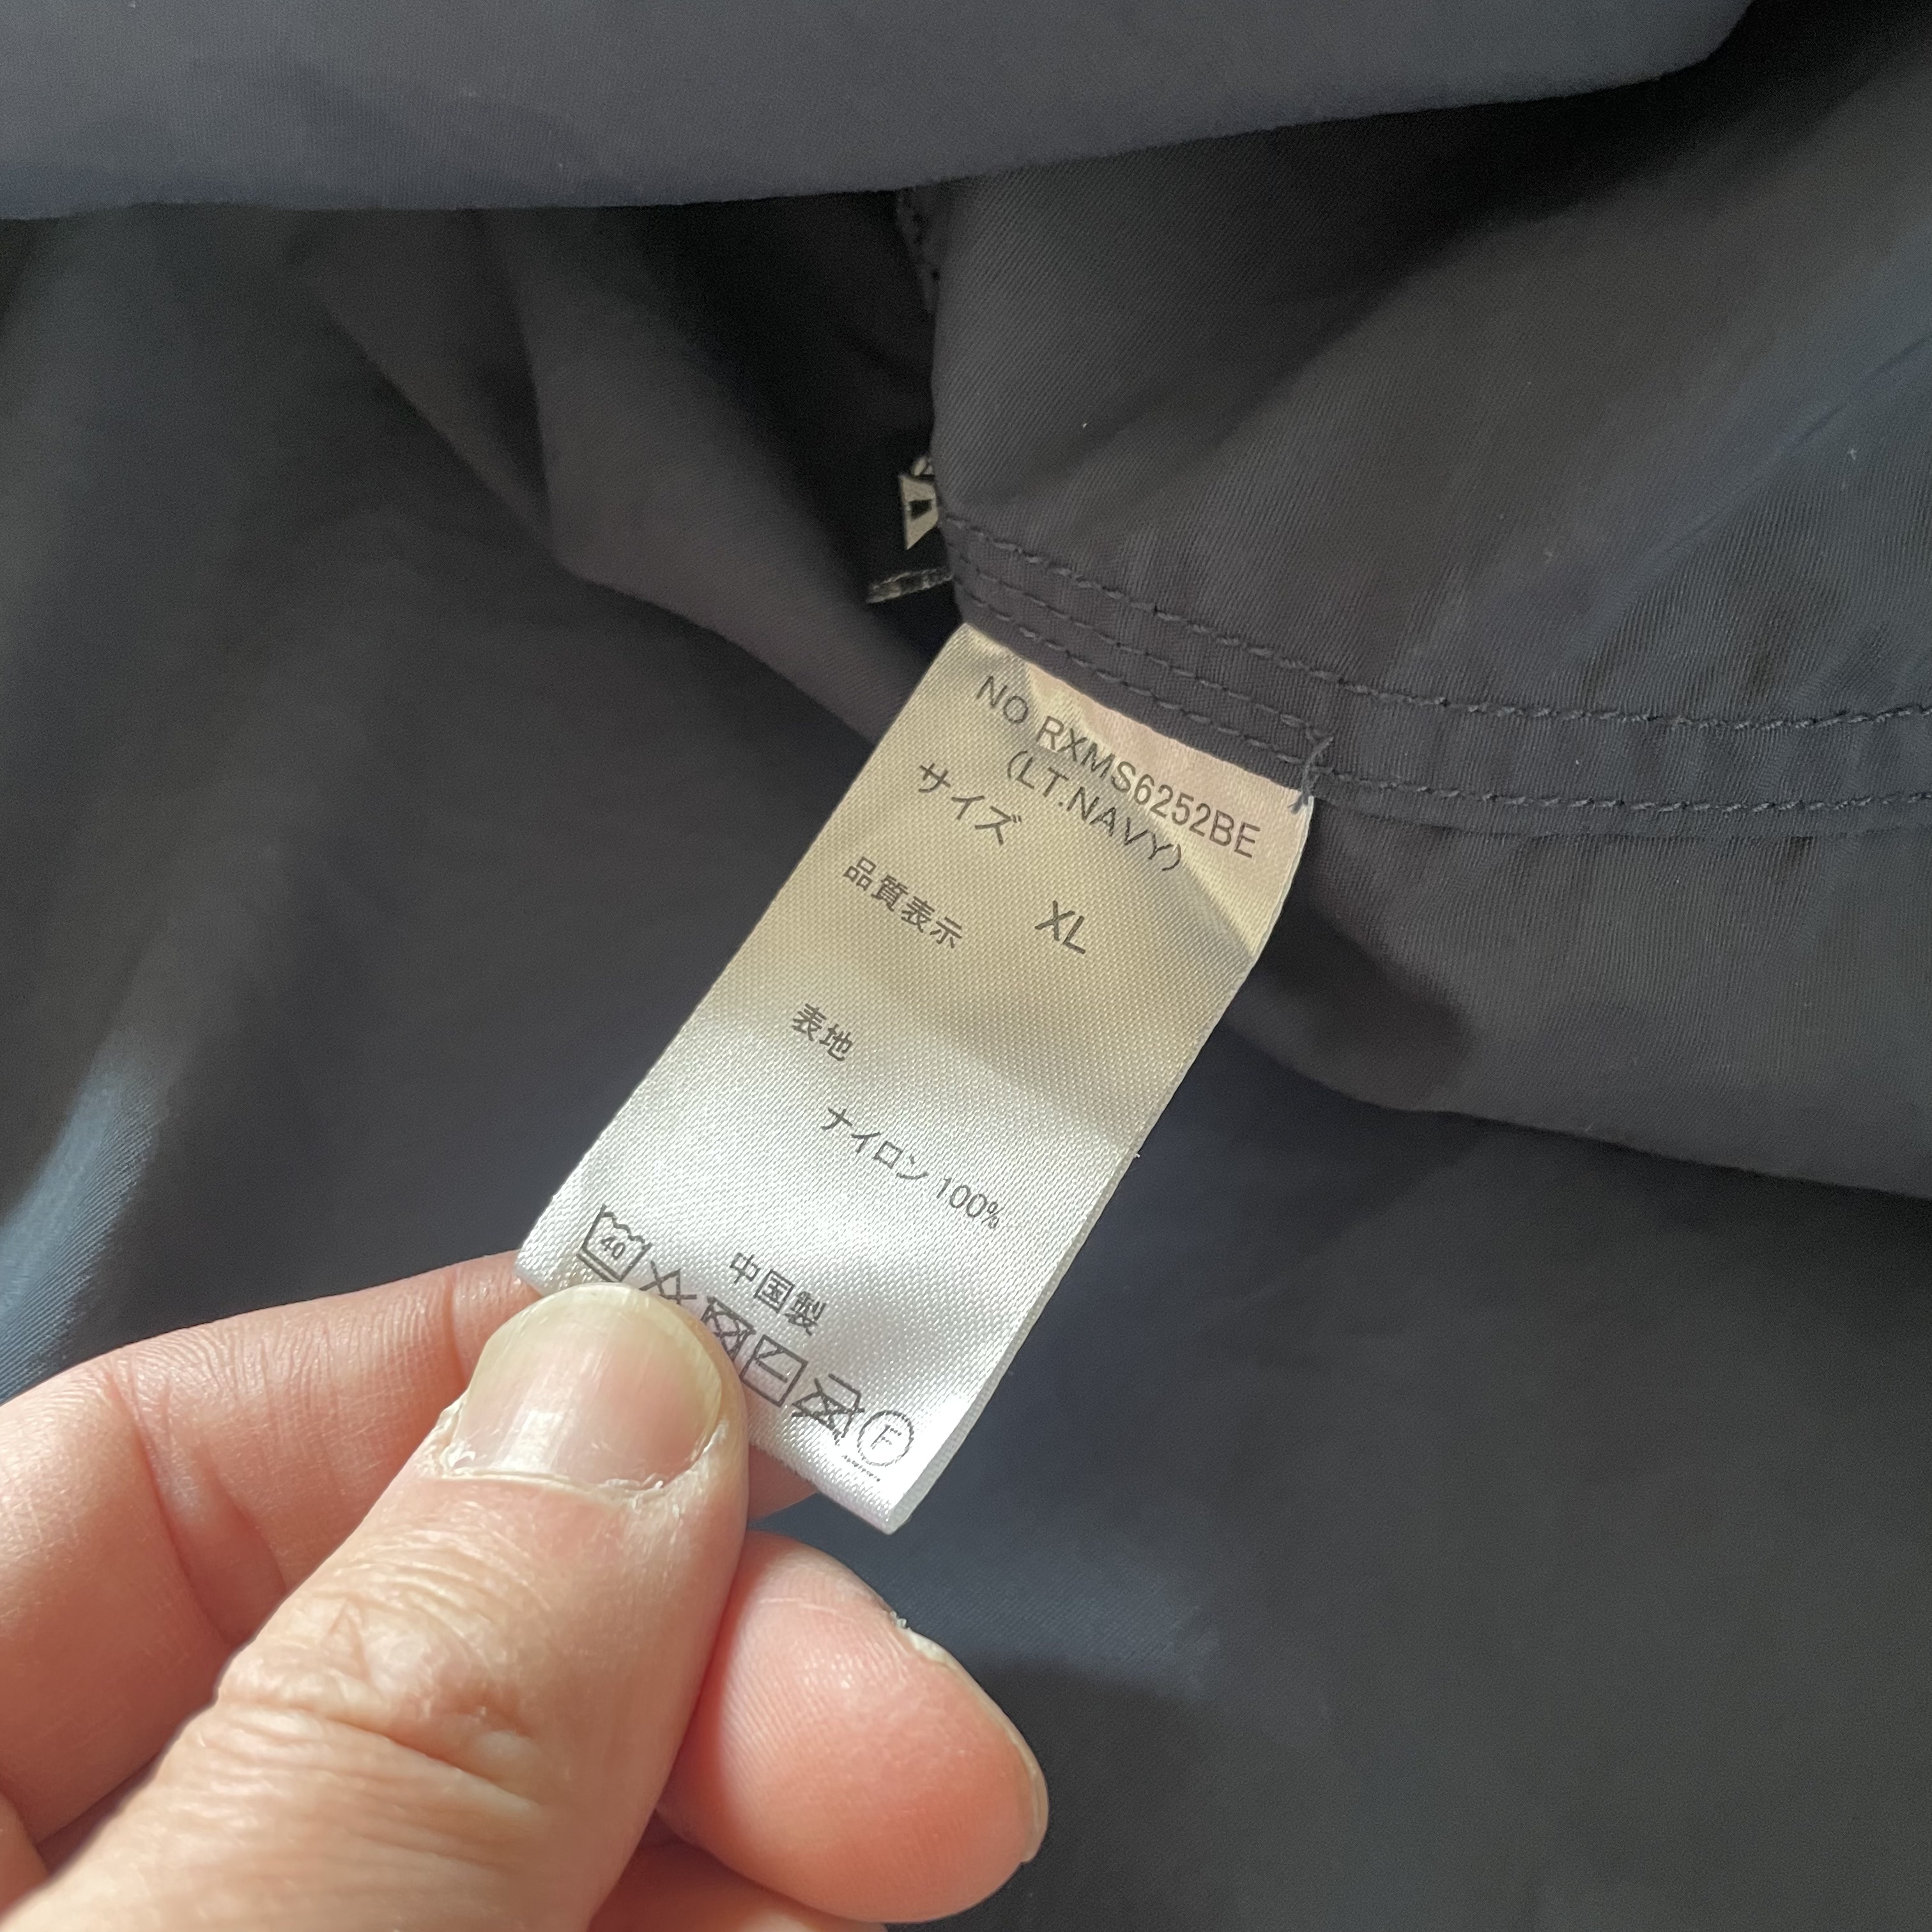 NO RXMS6252BE
(LT.NAVY)
サイズ
XL
品質表示
表地
ナイロン 100%
中国製
40
F